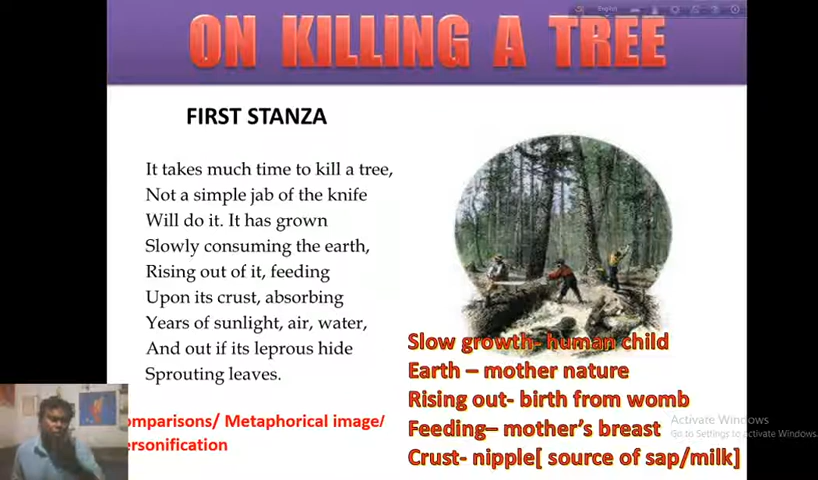 English
ON KILLING A TREE
FIRST STANZA
It takes much time to kill a tree,
Not a simple jab of the knife
Will do it. It has grown
Slowly consuming the earth,
Rising out of it, feeding
Upon its crust, absorbing
Years of sunlight, air, water,
And out if its leprous hide
Sprouting leaves.
omparisons/ Metaphorical image/
ersonification
Slow growth- human child
Earth – mother nature
Rising out- birth from womb
Feeding– mother's breast
Crust- nipple[ source of sap/milk]
Activate Windows
Go to Settings to activate Windows.